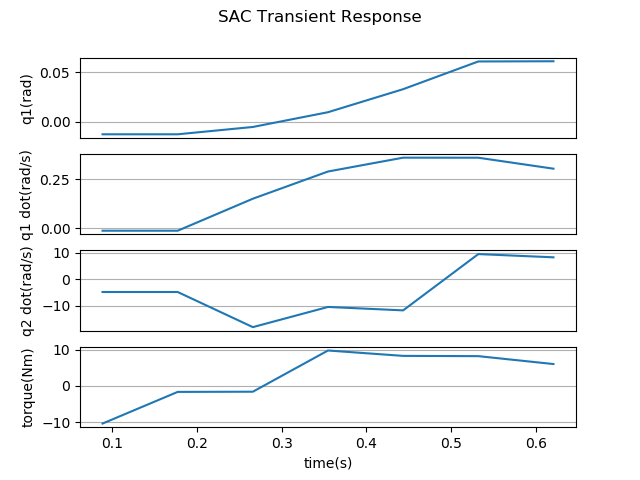 SAC Transient Response
q1(rad)
0.05
0.00
q1 dot(rad/s)
0.25
0.00
q2 dot(rad/s)
10
0
−10
torque(Nm)
10
0
−10
0.1 0.2 0.3 0.4 0.5 0.6
time(s)